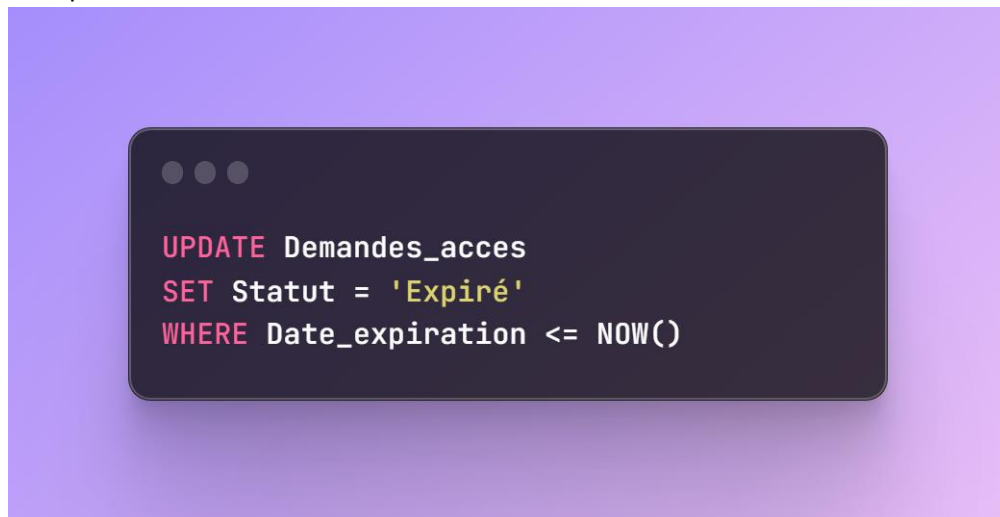 UPDATE Demandes_acces
SET Statut = 'Expiré'
WHERE Date_expiration <= NOW()